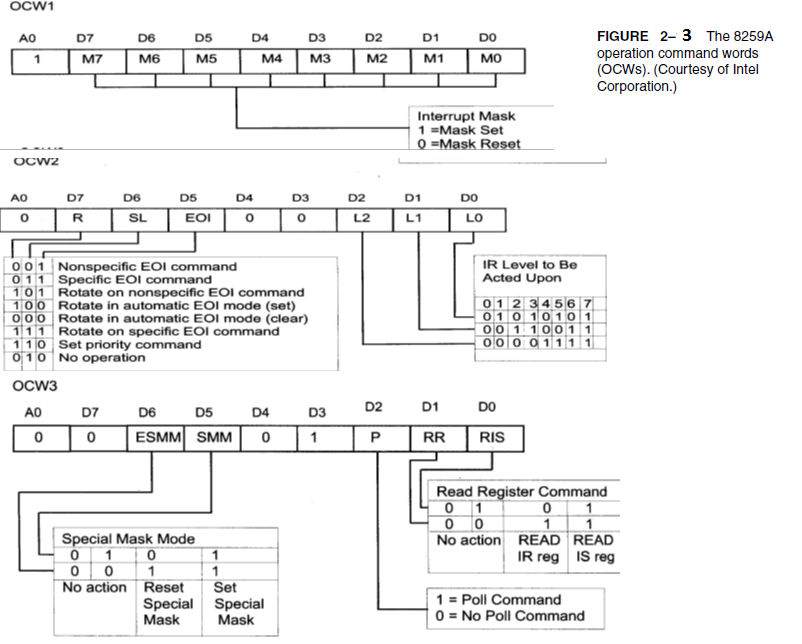 OCW1
FIGURE 2– 3 The 8259A
operation command words
(OCWs). (Courtesy of Intel
Corporation.)
A0 D7 D6 D5 D4 D3 D2 D1 D0
1 M7 M6 M5 M4 M3 M2 M1 M0
Interrupt Mask
1 =Mask Set
0 =Mask Reset
OCW2
A0 D7 D6 D5 D4 D3 D2 D1 D0
0 R SL EOI 0 0 L2 L1 L0
0 0 1 Nonspecific EOI command
0 1 1 Specific EOI command
1 0 1 Rotate on nonspecific EOI command
1 0 0 Rotate in automatic EOI mode (set)
0 0 0 Rotate in automatic EOI mode (clear)
1 1 1 Rotate on specific EOI command
1 1 0 Set priority command
0 1 0 No operation
IR Level to Be
Acted Upon
0 1 2 3 4 5 6 7
0 1 0 1 0 1 0 1
0 0 1 1 0 0 1 1
0 0 0 0 1 1 1 1
OCW3
A0 D7 D6 D5 D4 D3 D2 D1 D0
0 0 ESMM SMM 0 1 P RR RIS
Read Register Command
0 1 0 1
0 0 1 1
No action READ READ
IR reg IS reg
Special Mask Mode
0 1 0 1
0 0 1 1
No action Reset Set
Special Special
Mask Mask
1 = Poll Command
0 = No Poll Command